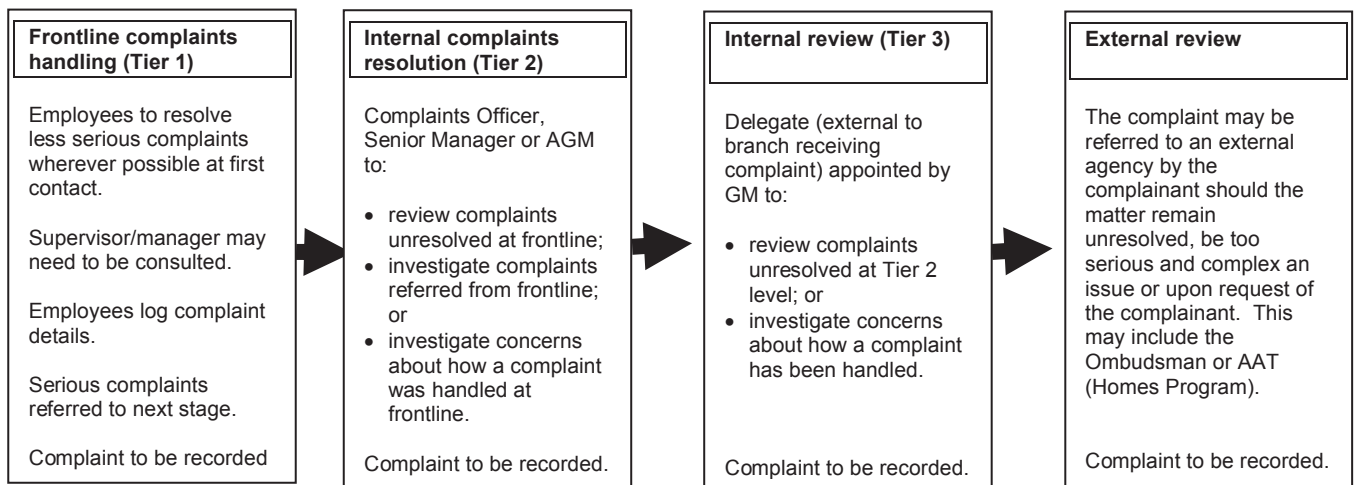 Frontline complaints
handling (Tier 1)
Employees to resolve
less serious complaints
wherever possible at first
contact.
Supervisor/manager may
need to be consulted.
Employees log complaint
details.
Serious complaints
referred to next stage.
Complaint to be recorded
Internal complaints
resolution (Tier 2)
Complaints Officer,
Senior Manager or AGM
to:
• review complaints
unresolved at frontline;
• investigate complaints
referred from frontline;
or
• investigate concerns
about how a complaint
was handled at
frontline.
Complaint to be recorded.
Internal review (Tier 3)
Delegate (external to
branch receiving
complaint) appointed by
GM to:
• review complaints
unresolved at Tier 2
level; or
• investigate concerns
about how a complaint
has been handled.
Complaint to be recorded.
External review
The complaint may be
referred to an external
agency by the
complainant should the
matter remain
unresolved, be too
serious and complex an
issue or upon request of
the complainant.  This
may include the
Ombudsman or AAT
(Homes Program).
Complaint to be recorded.